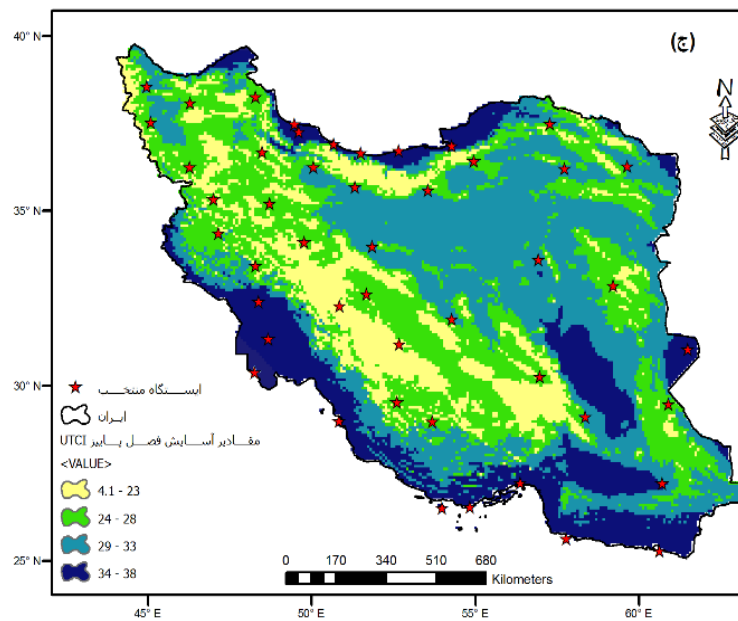 40° N
(ج)
N
35° N
30° N
25° N
ایستگاه منتخب
ایران
مقادیر آسایش فصل پاییز UTCI
<VALUE>
4.1 - 23
24 - 28
29 - 33
34 - 38
0 170 340 510 680
Kilometers
45° E 50° E 55° E 60° E